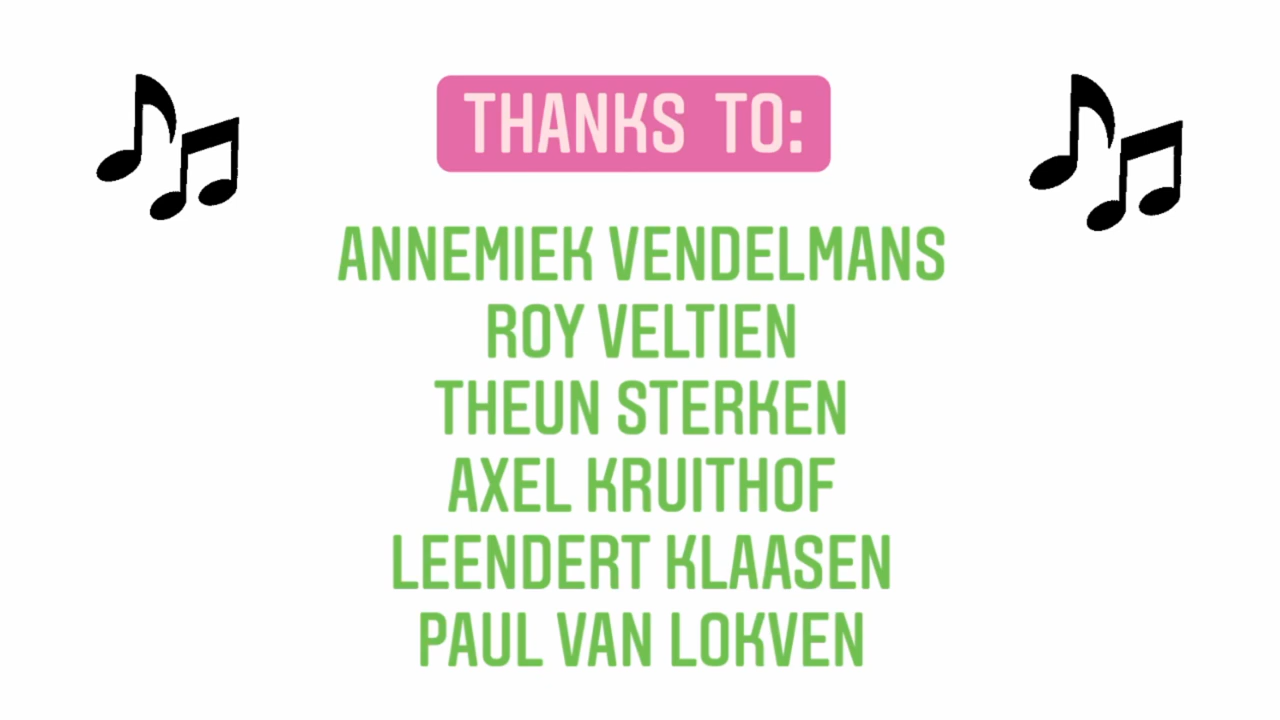 THANKS TO:
ANNEMIEK VENDELMANS
ROY VELTIEN
THEUN STERKEN
AXEL KRUITHOF
LEENDERT KLAASEN
PAUL VAN LOKVEN